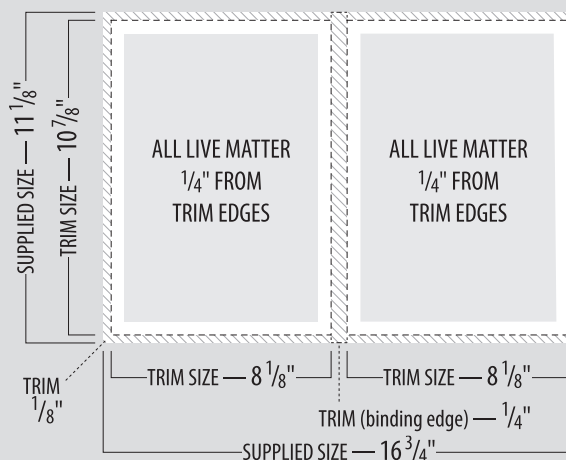 SUPPLIED SIZE — 11 1/8"
TRIM SIZE — 10 7/8"
ALL LIVE MATTER
1/4" FROM
TRIM EDGES
ALL LIVE MATTER
1/4" FROM
TRIM EDGES
TRIM
1/8"
TRIM SIZE — 8 1/8"
TRIM SIZE — 8 1/8"
TRIM (binding edge) — 1/4"
SUPPLIED SIZE — 16 3/4"